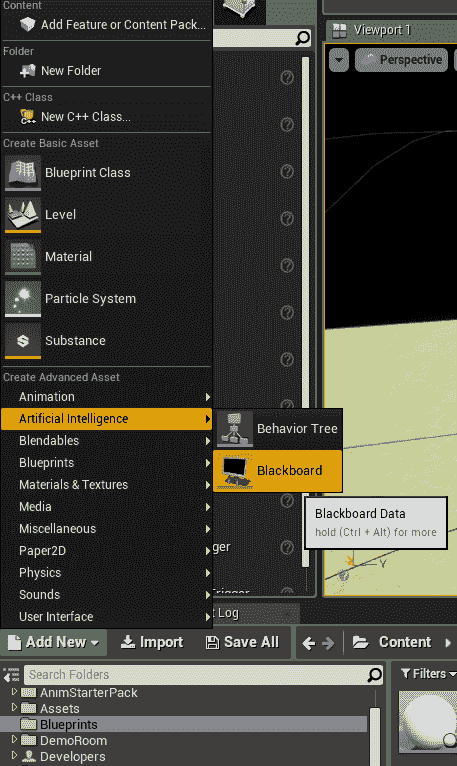 Content
Add Feature or Content Pack...
Folder
New Folder
C++ Class
New C++ Class...
Create Basic Asset
Blueprint Class
Level
Material
Particle System
Substance
Create Advanced Asset
Animation
Artificial Intelligence
Blendables
Blueprints
Materials & Textures
Media
Miscellaneous
Paper2D
Physics
Sounds
User Interface
Behavior Tree
Blackboard
Blackboard Data
hold (Ctrl + Alt) for more
Viewport 1
Perspective
Y
Log
Add New
Import
Save All
Content
Search Folders
Filters
AnimStarterPack
Assets
Blueprints
DemoRoom
Developers